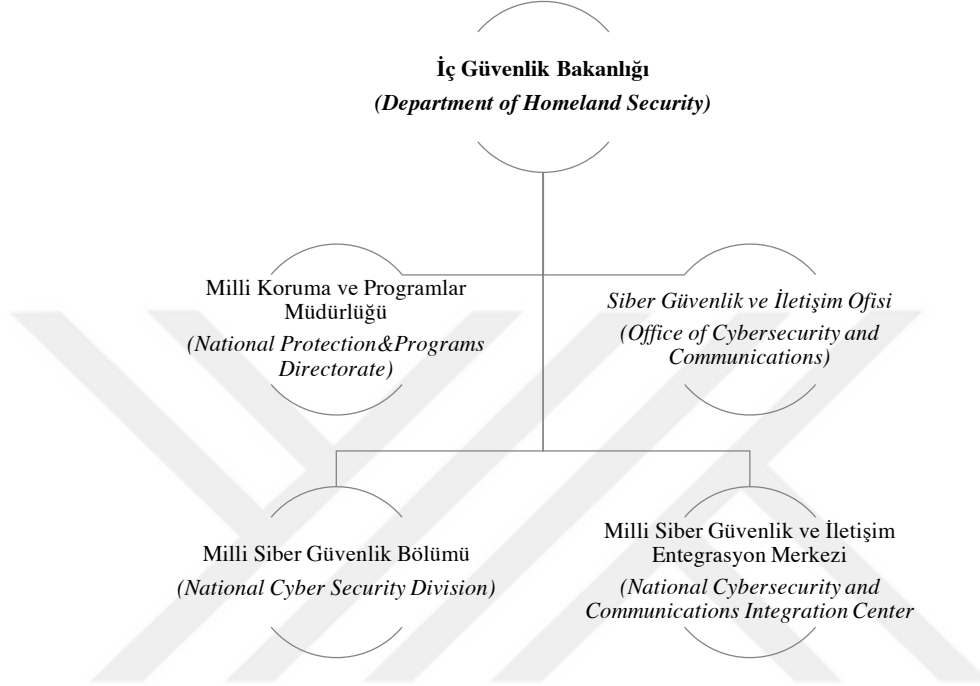 İç Güvenlik Bakanlığı
(Department of Homeland Security)
Milli Koruma ve Programlar
Müdürlüğü
(National Protection&Programs
Directorate)
Siber Güvenlik ve İletişim Ofisi
(Office of Cybersecurity and
Communications)
Milli Siber Güvenlik Bölümü
(National Cyber Security Division)
Milli Siber Güvenlik ve İletişim
Entegrasyon Merkezi
(National Cybersecurity and
Communications Integration Center